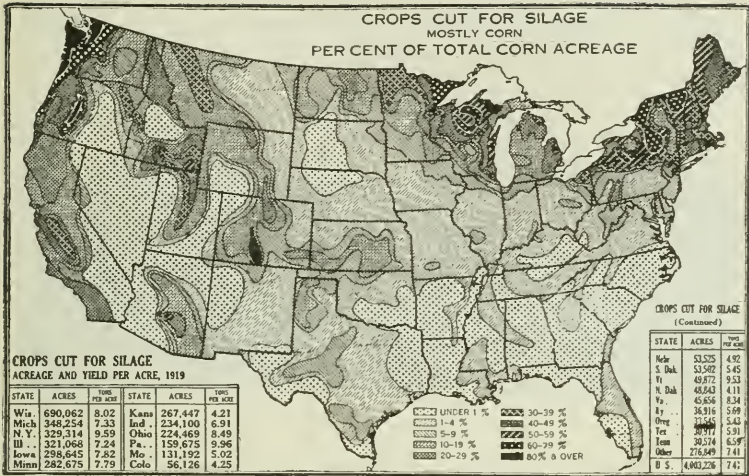 CROPS CUT FOR SILAGE
MOSTLY CORN
PER CENT OF TOTAL CORN ACREAGE
CROPS CUT FOR SILAGE
ACREAGE AND YIELD PER ACRE, 1919
STATE ACRES TONS PER ACRE STATE ACRES TONS PER ACRE
Wis. 690,062 8.02 Kans 267,447 4.21
Mich 348,254 7.33 Ind. 234,100 6.91
N.Y. 329,314 9.59 Ohio 224,469 8.49
Ill.. 321,068 7.24 Pa.. 159,675 9.96
Iowa 298,645 7.82 Mo. 131,192 5.02
Minn 282,675 7.79 Colo 56,126 4.25
UNDER 1 %
1-4 %
5-9 %
10-19 %
20-29 %
30-39 %
40-49 %
50-59 %
60-79 %
80% & OVER
CROPS CUT FOR SILAGE
(Continued)
STATE ACRES TONS PER ACRE
Nebr 53,525 4.92
S. Dak. 53,502 5.45
Vt 49,872 9.53
N. Dak. 48,843 4.11
Va. 45,656 8.34
Ky. 36,916 5.69
Oreg 5.43
Tex 5.91
Tenn 30,574 6.59
Other 276,849 7.41
U S. 4,003,226 7.42